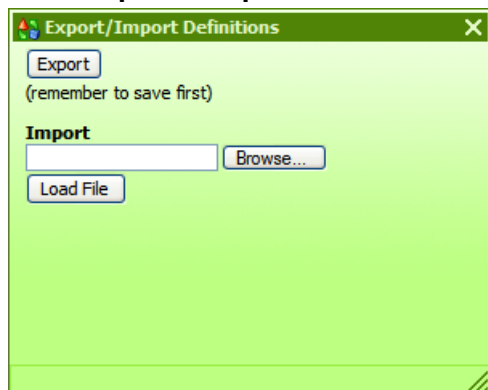 Export/Import Definitions
Export
(remember to save first)
Import
Browse...
Load File